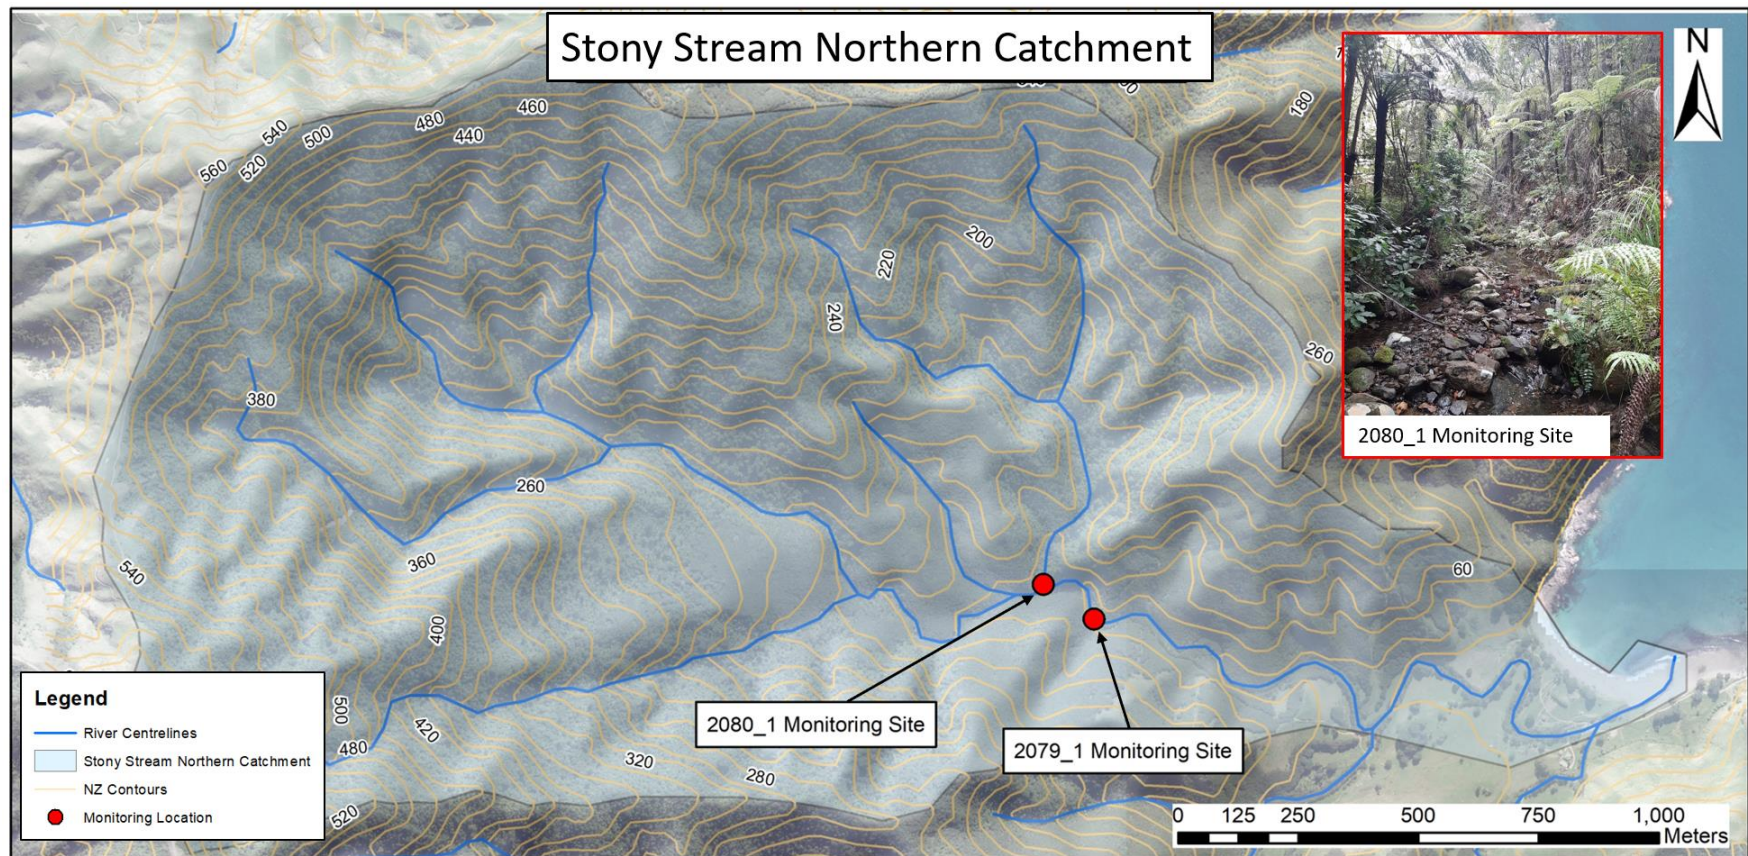 Stony Stream Northern Catchment
N
460
480
440
540
500
560
520
180
200
220
240
260
380
260
540
360
60
400
500
420
480
320
280
520
2080_1 Monitoring Site
2080_1 Monitoring Site
2079_1 Monitoring Site
Legend
River Centrelines
Stony Stream Northern Catchment
NZ Contours
Monitoring Location
0 125 250 500 750 1,000
Meters